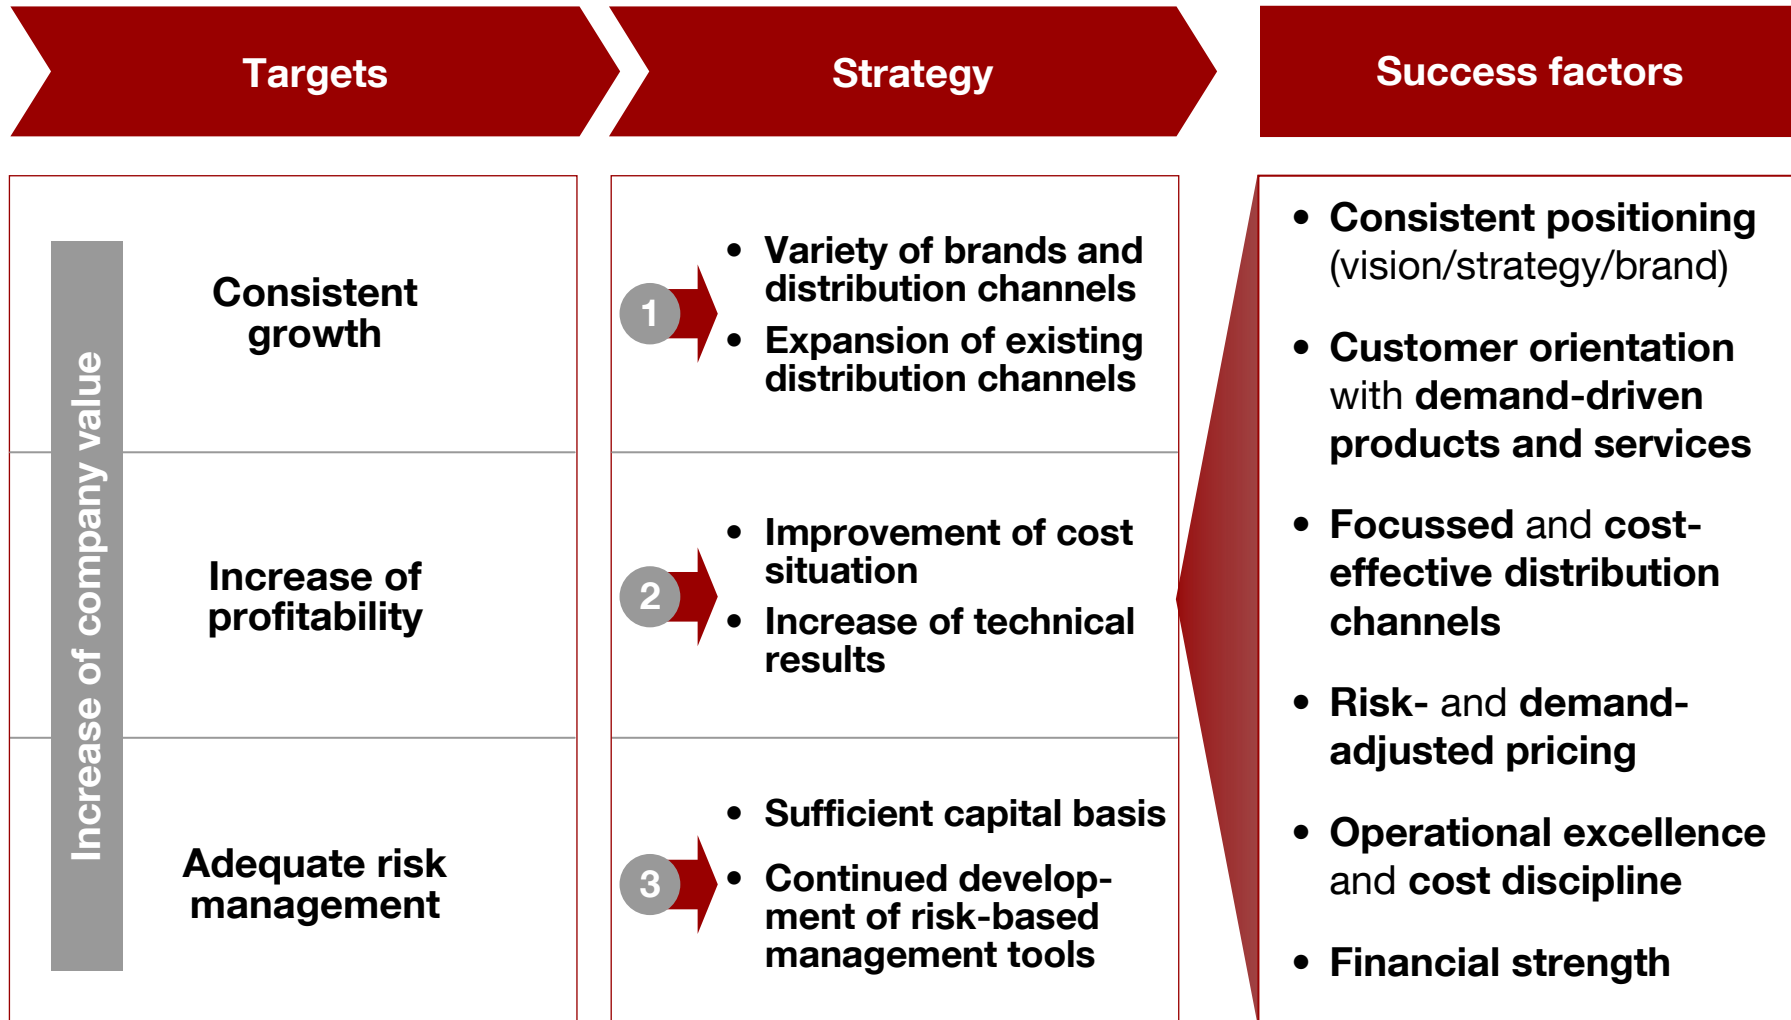 Targets
Strategy
Success factors
Increase of company value
Consistent
growth
1
• Variety of brands and
distribution channels
• Expansion of existing
distribution channels
Increase of
profitability
2
• Improvement of cost
situation
• Increase of technical
results
Adequate risk
management
3
• Sufficient capital basis
• Continued develop-
ment of risk-based
management tools
• Consistent positioning
(vision/strategy/brand)
• Customer orientation
with demand-driven
products and services
• Focussed and cost-
effective distribution
channels
• Risk- and demand-
adjusted pricing
• Operational excellence
and cost discipline
• Financial strength